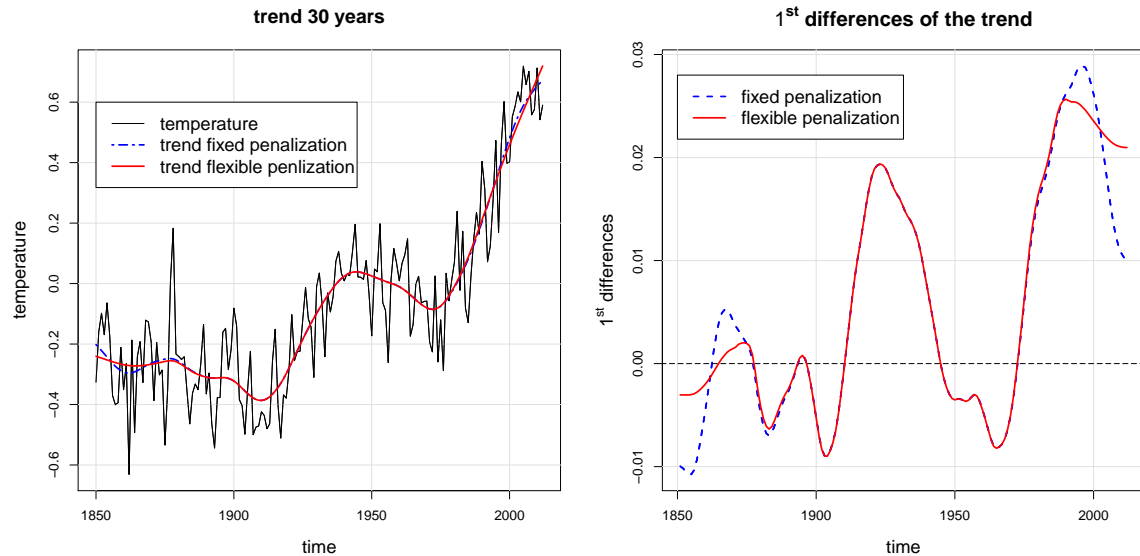 trend 30 years
temperature
0.6
0.4
0.2
0.0
−0.2
−0.4
−0.6
temperature
trend fixed penalization
trend flexible penlization
1850
1900
1950
2000
time
1st differences of the trend
1st differences
0.03
0.02
0.01
0.00
−0.01
fixed penalization
flexible penalization
1850
1900
1950
2000
time